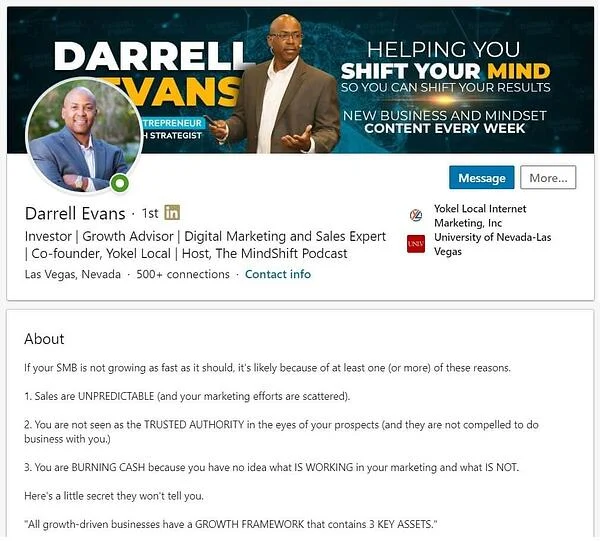 DARRELL
EVANS
HELPING YOU
SHIFT YOUR MIND
SO YOU CAN SHIFT YOUR RESULTS
NEW BUSINESS AND MINDSET
CONTENT EVERY WEEK
STRATEGIST
Message
More...
Darrell Evans · 1st in
Investor | Growth Advisor | Digital Marketing and Sales Expert
| Co-founder, Yokel Local | Host, The MindShift Podcast
Las Vegas, Nevada · 500+ connections · Contact info
Yokel Local Internet
Marketing, Inc
UNLV
University of Nevada-Las
Vegas
About
If your SMB is not growing as fast as it should, it's likely because of at least one (or more) of these reasons.
1. Sales are UNPREDICTABLE (and your marketing efforts are scattered).
2. You are not seen as the TRUSTED AUTHORITY in the eyes of your prospects (and they are not compelled to do
business with you.)
3. You are BURNING CASH because you have no idea what IS WORKING in your marketing and what IS NOT.
Here's a little secret they won't tell you.
"All growth-driven businesses have a GROWTH FRAMEWORK that contains 3 KEY ASSETS."